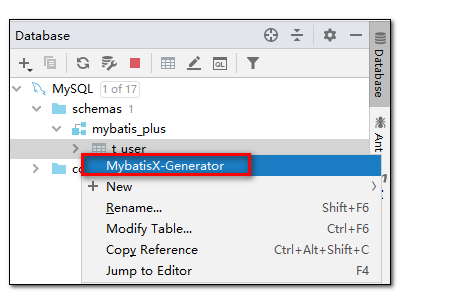 Database
MySQL 1 of 17
schemas 1
mybatis_plus
t_user
MybatisX-Generator
New
Rename... Shift+F6
Modify Table... Ctrl+F6
Copy Reference Ctrl+Alt+Shift+C
Jump to Editor F4
QL
Database
Ant